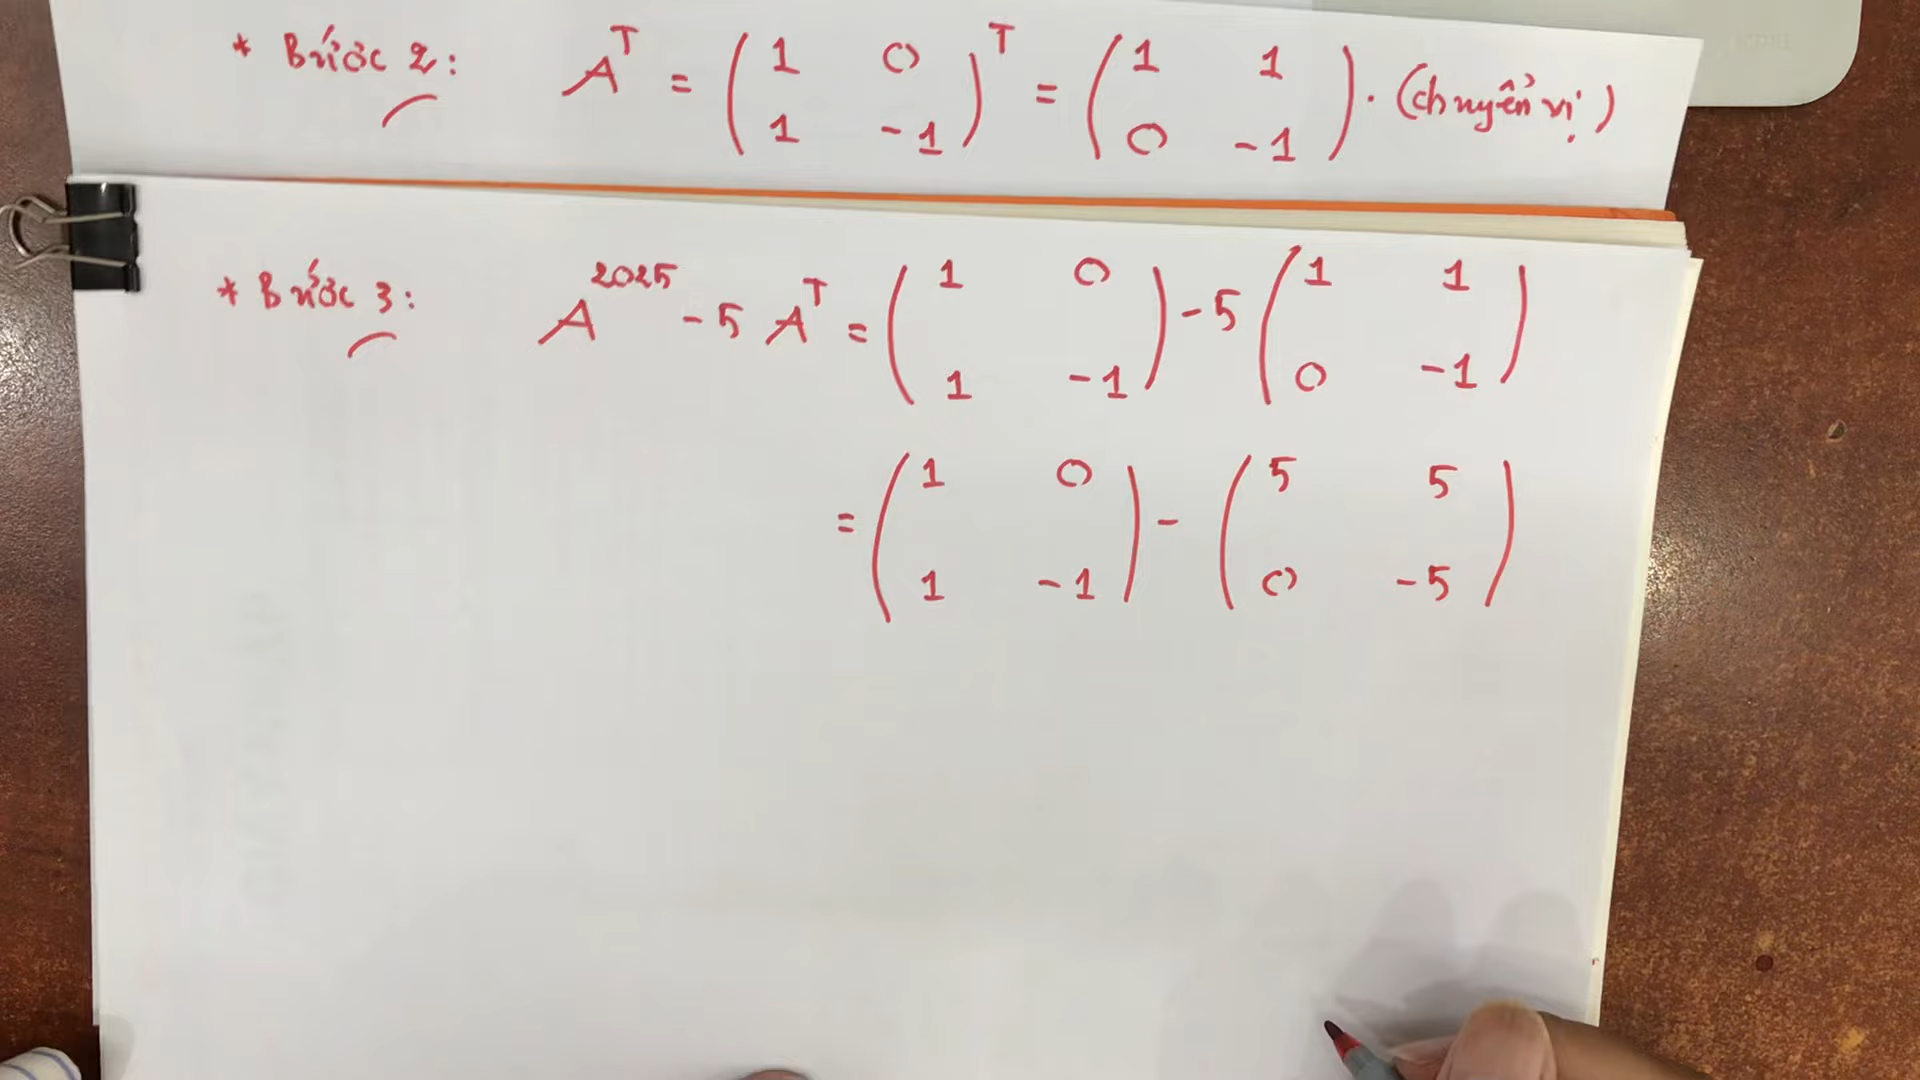 * Bước 2: A^T = (1 0; 1 -1)^T = (1 1; 0 -1). (chuyển vị)
* Bước 3: A^2025 - 5 A^T = (1 0; 1 -1) - 5 (1 1; 0 -1)
= (1 0; 1 -1) - (5 5; 0 -5)